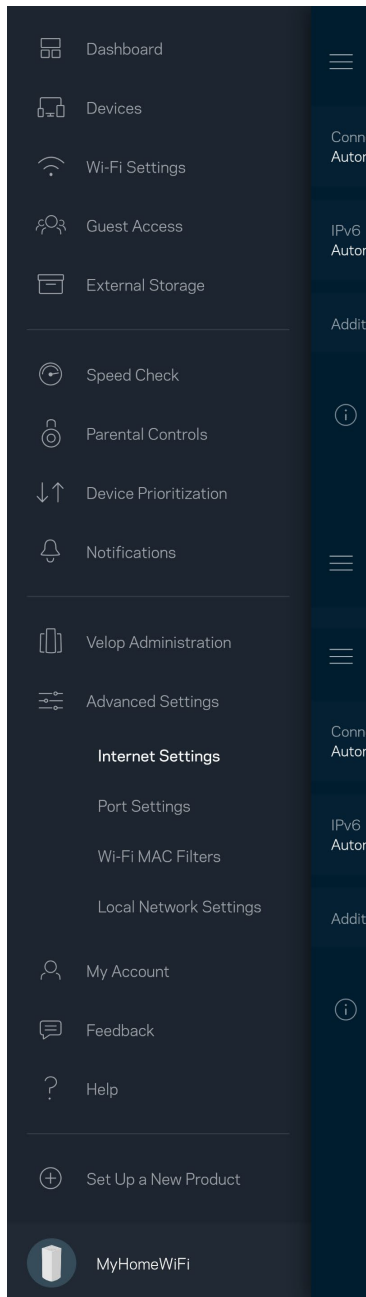 Dashboard
Devices
Wi-Fi Settings
Guest Access
External Storage
Speed Check
Parental Controls
Device Prioritization
Notifications
Velop Administration
Advanced Settings
Internet Settings
Port Settings
Wi-Fi MAC Filters
Local Network Settings
My Account
Feedback
Help
Set Up a New Product
MyHomeWiFi
IPv6
IPv6